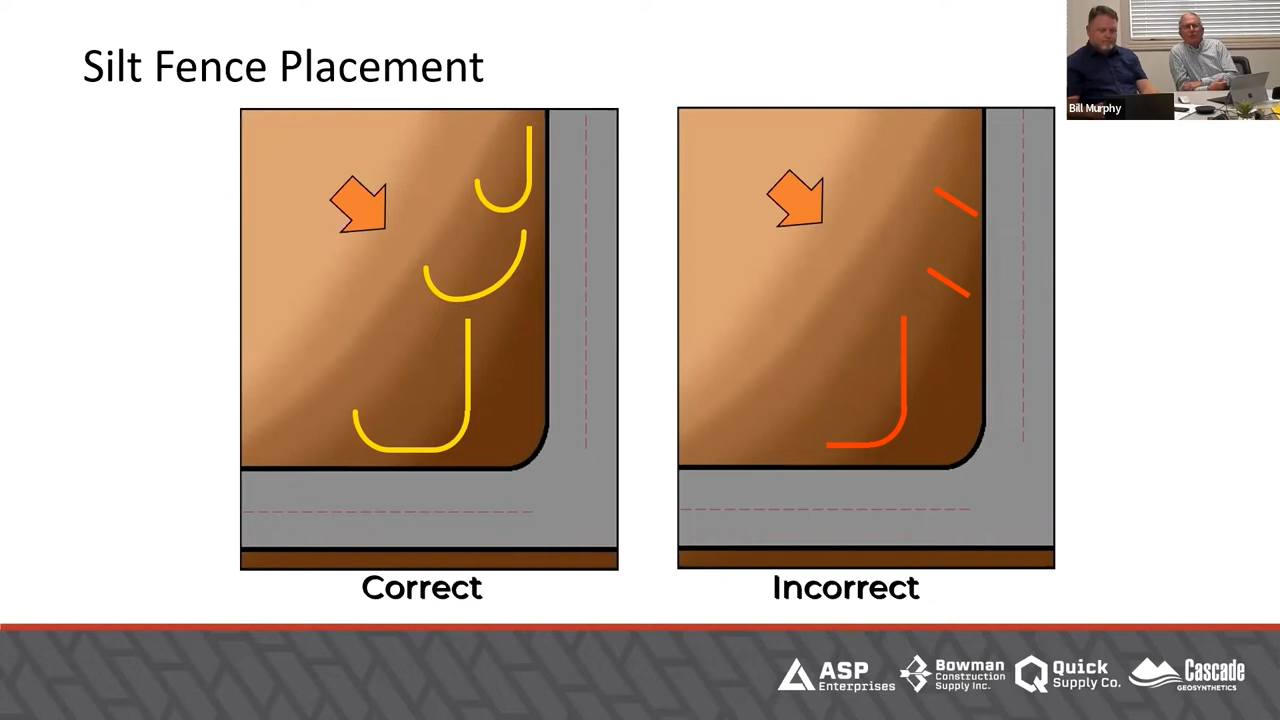 Silt Fence Placement
Bill Murphy
Correct
Incorrect
ASP
Enterprises
Bowman
Construction
Supply Inc.
Quick
Supply Co.
Cascade
GEOSYNTHETICS